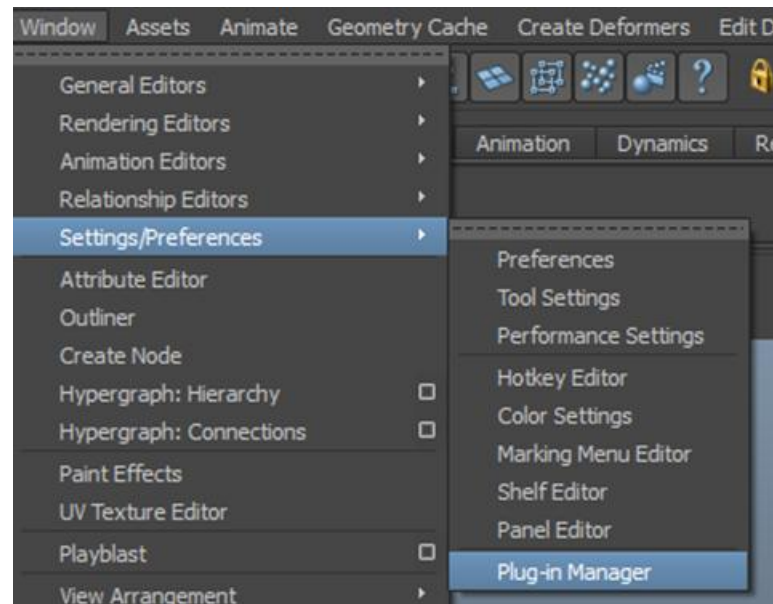 Window Assets Animate Geometry Cache Create Deformers Edit D
General Editors
Rendering Editors
Animation Editors
Relationship Editors
Settings/Preferences
Attribute Editor
Outliner
Create Node
Hypergraph: Hierarchy
Hypergraph: Connections
Paint Effects
UV Texture Editor
Playblast
View Arrangement
?
Animation Dynamics Re
Preferences
Tool Settings
Performance Settings
Hotkey Editor
Color Settings
Marking Menu Editor
Shelf Editor
Panel Editor
Plug-in Manager